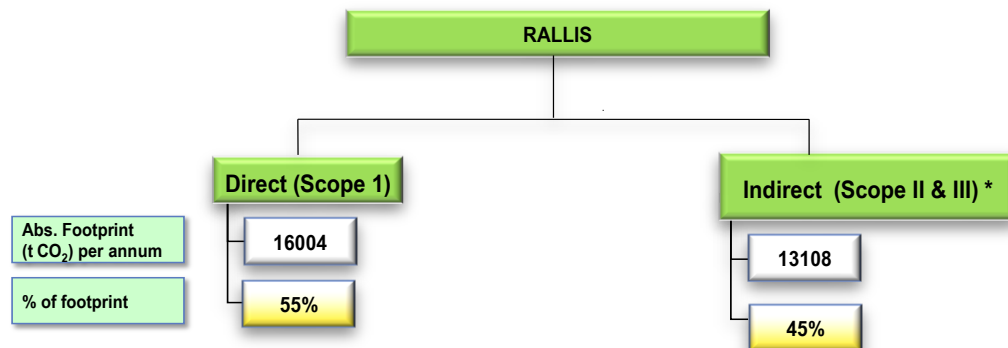 RALLIS
Direct (Scope 1)
Indirect (Scope II & III) *
Abs. Footprint
(t CO₂) per annum
16004
13108
% of footprint
55%
45%